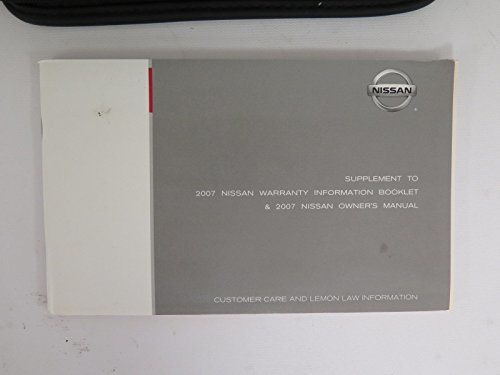 NISSAN
SUPPLEMENT TO
2007 NISSAN WARRANTY INFORMATION BOOKLET
& 2007 NISSAN OWNER'S MANUAL
CUSTOMER CARE AND LEMON LAW INFORMATION